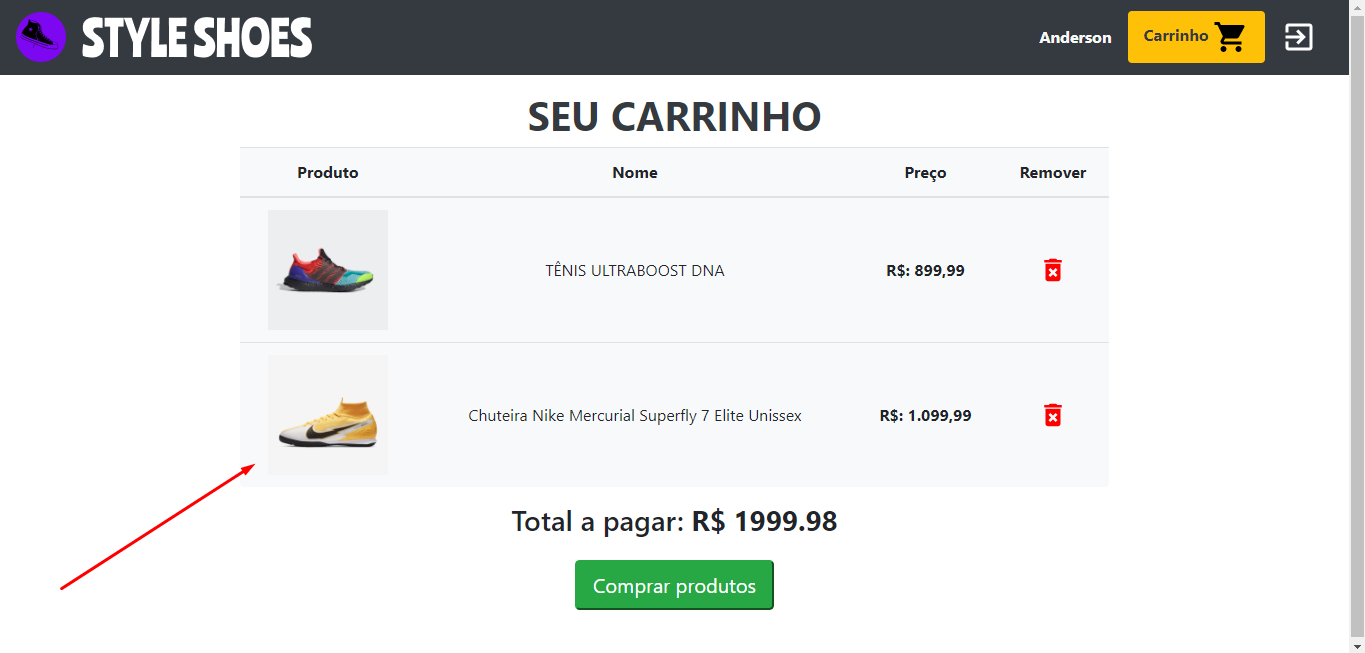 STYLE SHOES
Anderson
Carrinho
SEU CARRINHO
Produto Nome Preço Remover
TÊNIS ULTRABOOST DNA R$: 899,99
Chuteira Nike Mercurial Superfly 7 Elite Unissex R$: 1.099,99
Total a pagar: R$ 1999.98
Comprar produtos